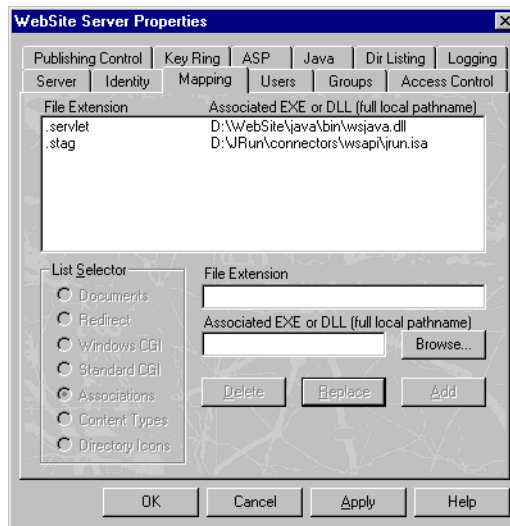 WebSite Server Properties
Publishing Control Key Ring ASP Java Dir Listing Logging
Server Identity Mapping Users Groups Access Control
File Extension Associated EXE or DLL (full local pathname)
.servlet D:\WebSite\java\bin\wsjava.dll
.stag D:\JRun\connectors\wsapi\jrun.isa
List Selector
Documents
Redirect
Windows CGI
Standard CGI
Associations
Content Types
Directory Icons
File Extension
Associated EXE or DLL (full local pathname)
Browse...
Delete Replace Add
OK Cancel Apply Help